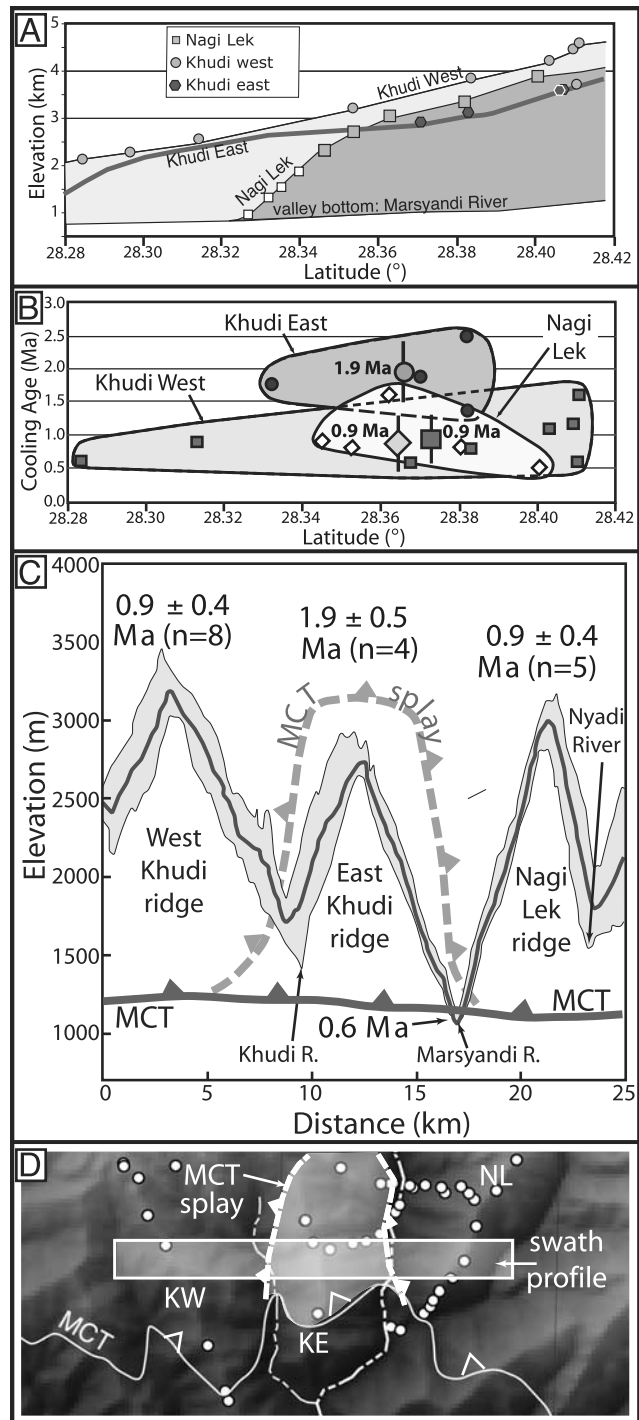 A
5
4
3
2
1
Elevation (km)
Nagi Lek
Khudi west
Khudi east
Khudi West
Khudi East
Nagi Lek
valley bottom: Marsyandi River
28.28 28.30 28.32 28.34 28.36 28.38 28.40 28.42
Latitude (°)
B
3.0
2.5
2.0
1.5
1.0
0.5
0.0
Cooling Age (Ma)
Khudi East
Nagi
Lek
Khudi West
1.9 Ma
0.9 Ma
0.9 Ma
28.28 28.30 28.32 28.34 28.36 28.38 28.40 28.42
Latitude (°)
C
4000
3500
3000
2500
2000
1500
1000
Elevation (m)
0.9 ± 0.4
Ma (n=8)
1.9 ± 0.5
Ma (n=4)
0.9 ± 0.4
Ma (n=5)
MCT splay
Nyadi
River
West
Khudi
ridge
East
Khudi
ridge
Nagi
Lek
ridge
MCT
MCT
0.6 Ma
Khudi R.
Marsyandi R.
0 5 10 15 20 25
Distance (km)
D
MCT
splay
NL
swath
profile
KW
KE
MCT